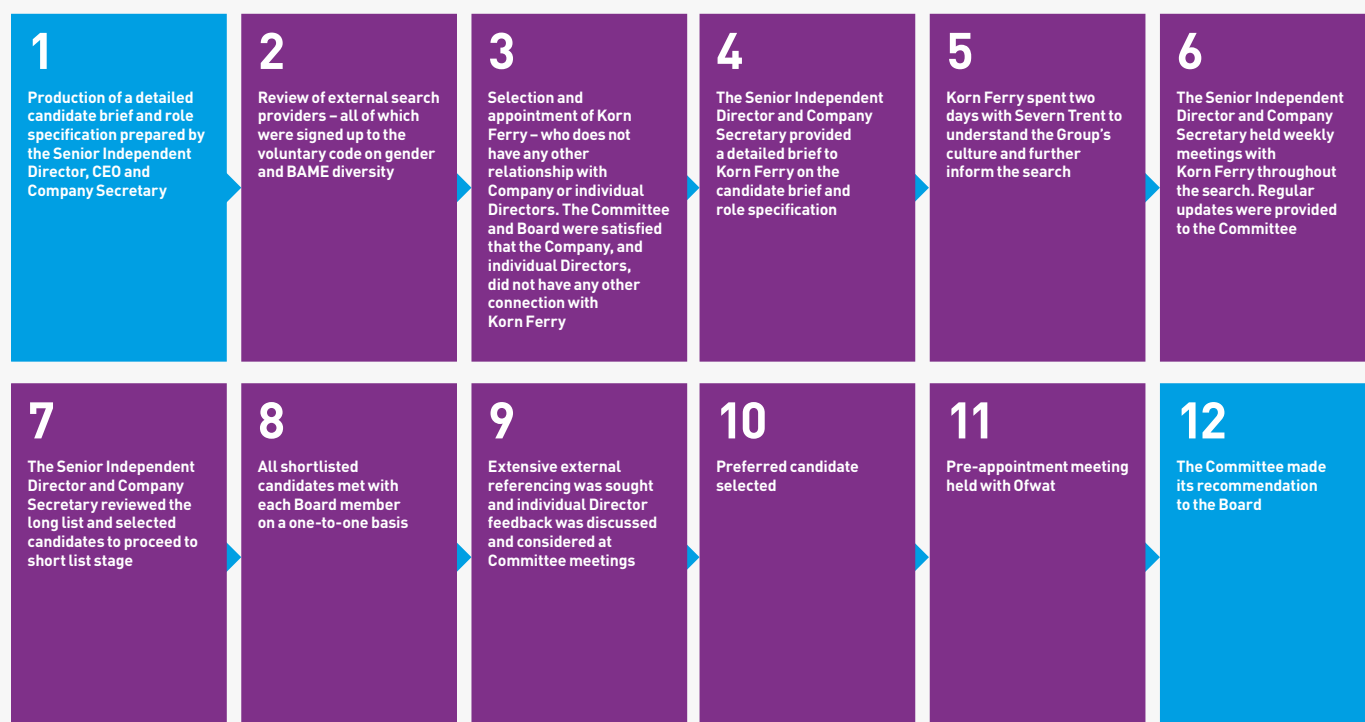 1
Production of a detailed
candidate brief and role
specification prepared by
the Senior Independent
Director, CEO and
Company Secretary
2
Review of external search
providers – all of which
were signed up to the
voluntary code on gender
and BAME diversity
3
Selection and
appointment of Korn
Ferry – who does not
have any other
relationship with
Company or individual
Directors. The Committee
and Board were satisfied
that the Company, and
individual Directors,
did not have any other
connection with
Korn Ferry
4
The Senior Independent
Director and Company
Secretary provided
a detailed brief to
Korn Ferry on the
candidate brief and
role specification
5
Korn Ferry spent two
days with Severn Trent to
understand the Group's
culture and further
inform the search
6
The Senior Independent
Director and Company
Secretary held weekly
meetings with
Korn Ferry throughout
the search. Regular
updates were provided
to the Committee
7
The Senior Independent
Director and Company
Secretary reviewed the
long list and selected
candidates to proceed to
short list stage
8
All shortlisted
candidates met with
each Board member
on a one-to-one basis
9
Extensive external
referencing was sought
and individual Director
feedback was discussed
and considered at
Committee meetings
10
Preferred candidate
selected
11
Pre-appointment meeting
held with Ofwat
12
The Committee made
its recommendation
to the Board